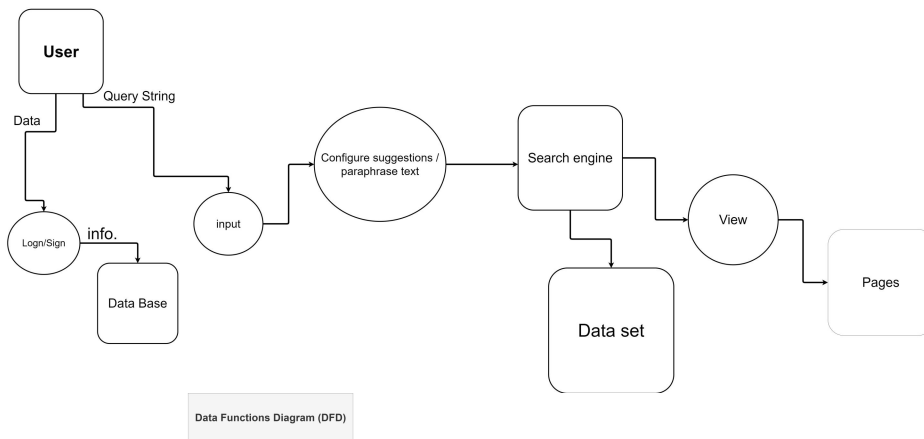 User
Query String
Data
Configure suggestions /
paraphrase text
Search engine
input
View
Logn/Sign
info.
Data Base
Pages
Data set
Data Functions Diagram (DFD)